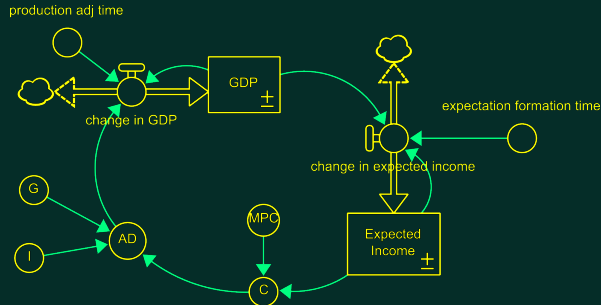 production adj time
GDP
±
change in GDP
expectation formation time
change in expected income
G
MPC
AD
Expected
Income
±
I
C